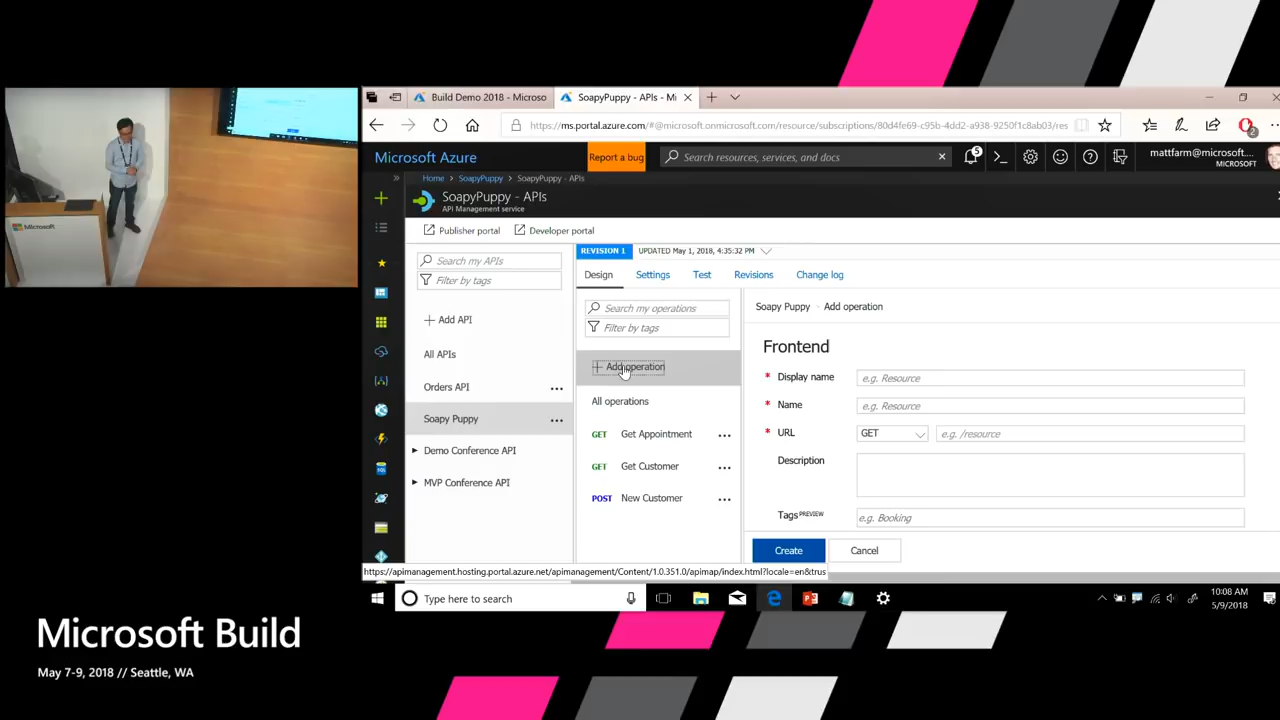 Microsoft
Build Demo 2018 - Microso
SoapyPuppy - APIs - Mi
https://ms.portal.azure.com/#@microsoft.onmicrosoft.com/resource/subscriptions/80d4fe69-c95b-4dd2-a938-9250f1c8ab03/res
2
Microsoft Azure
Report a bug
Search resources, services, and docs
5
mattfarm@microsoft....
MICROSOFT
Home > SoapyPuppy > SoapyPuppy - APIs
SoapyPuppy - APIs
API Management service
Publisher portal
Developer portal
Search my APIs
Filter by tags
Add API
All APIs
Orders API
Soapy Puppy
Demo Conference API
MVP Conference API
REVISION 1
UPDATED May 1, 2018, 4:35:32 PM
Design
Settings
Test
Revisions
Change log
Search my operations
Filter by tags
Add operation
All operations
GET Get Appointment
GET Get Customer
POST New Customer
Soapy Puppy
Add operation
Frontend
* Display name
e.g. Resource
* Name
e.g. Resource
* URL
GET
e.g. /resource
Description
Tags PREVIEW
e.g. Booking
Create
Cancel
https://apimanagement.hosting.portal.azure.net/apimanagement/Content/1.0.351.0/apimap/index.html?locale=en&trus
Type here to search
10:08 AM
5/9/2018
Microsoft Build
May 7-9, 2018 // Seattle, WA